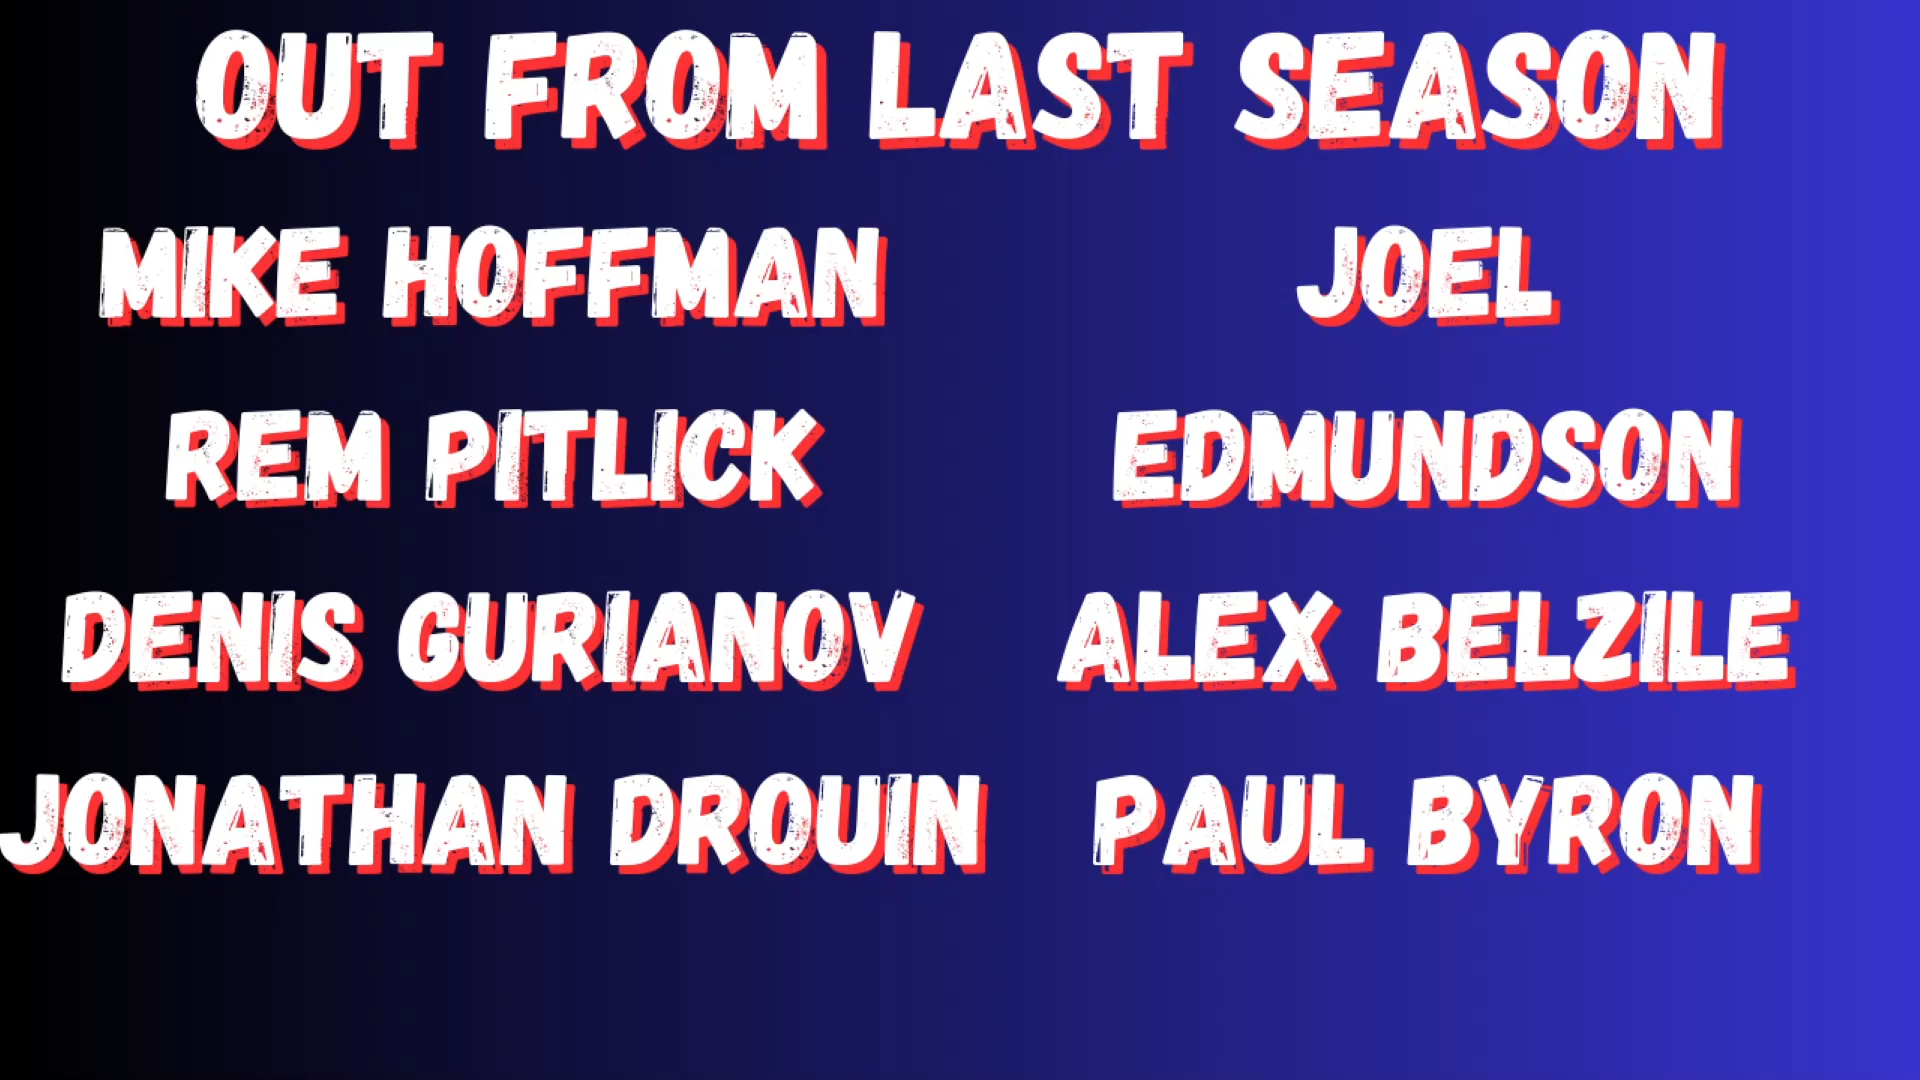 OUT FROM LAST SEASON
MIKE HOFFMAN
REM PITLICK
DENIS GURIANOV
JONATHAN DROUIN
JOEL
EDMUNDSON
ALEX BELZILE
PAUL BYRON